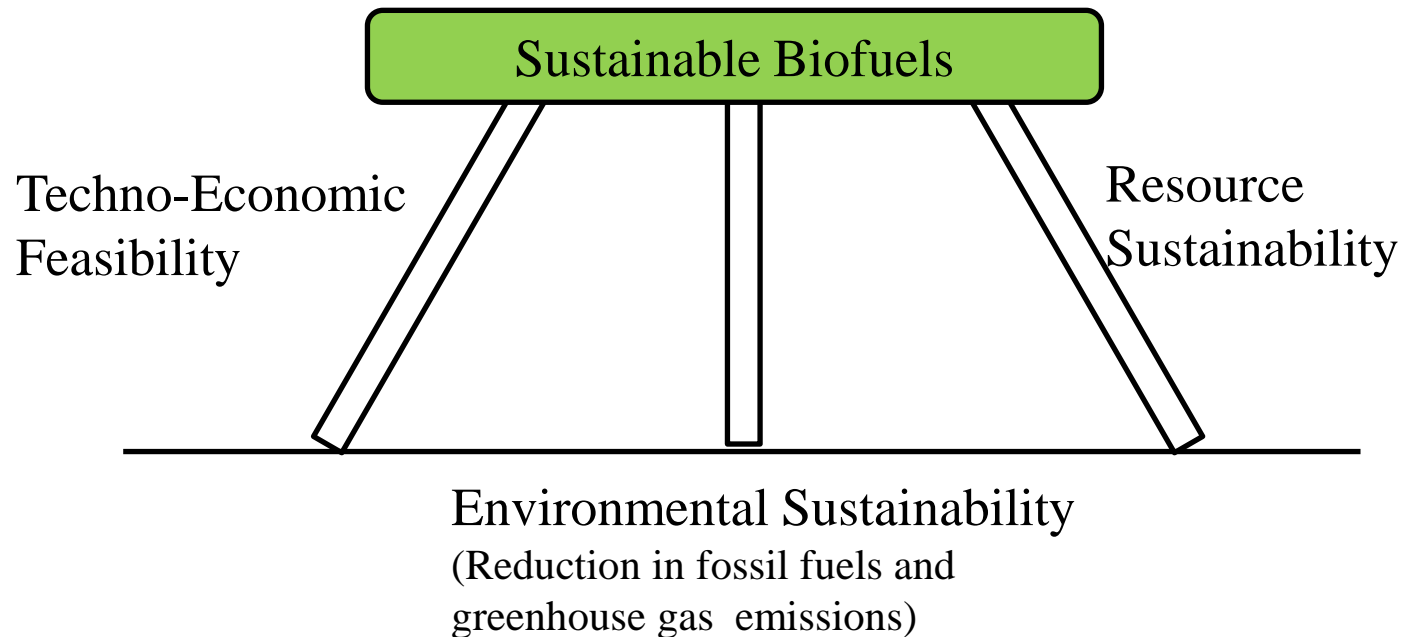 Sustainable Biofuels
Techno-Economic
Feasibility
Resource
Sustainability
Environmental Sustainability
(Reduction in fossil fuels and
greenhouse gas  emissions)